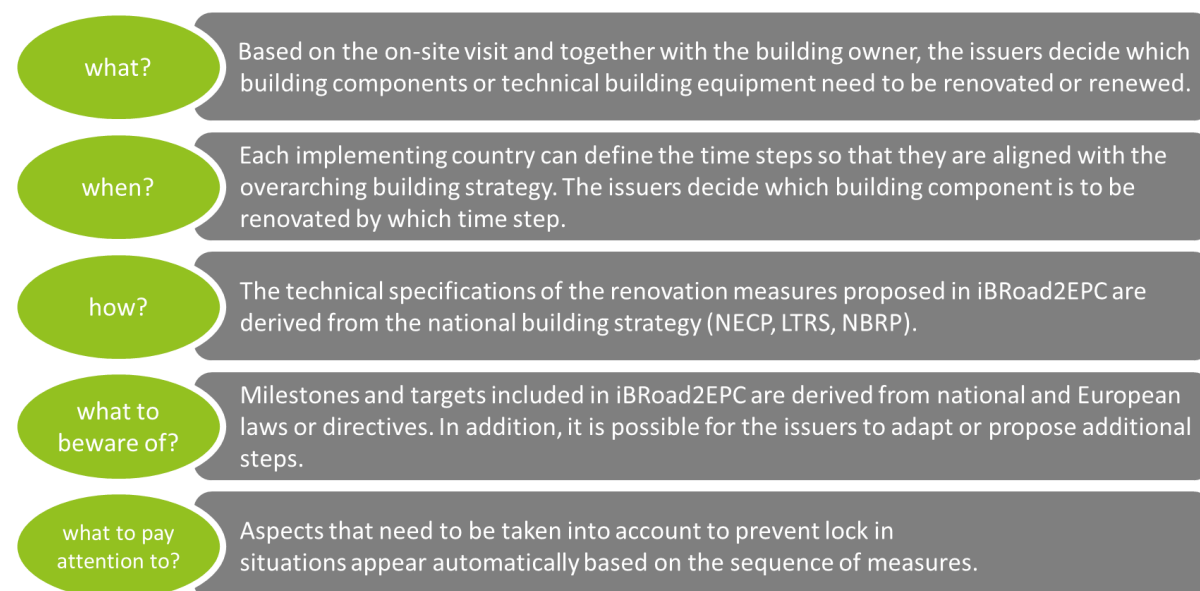 what?
Based on the on-site visit and together with the building owner, the issuers decide which
building components or technical building equipment need to be renovated or renewed.
when?
Each implementing country can define the time steps so that they are aligned with the
overarching building strategy. The issuers decide which building component is to be
renovated by which time step.
how?
The technical specifications of the renovation measures proposed in iBRoad2EPC are
derived from the national building strategy (NECP, LTRS, NBRP).
what to
beware of?
Milestones and targets included in iBRoad2EPC are derived from national and European
laws or directives. In addition, it is possible for the issuers to adapt or propose additional
steps.
what to pay
attention to?
Aspects that need to be taken into account to prevent lock in
situations appear automatically based on the sequence of measures.